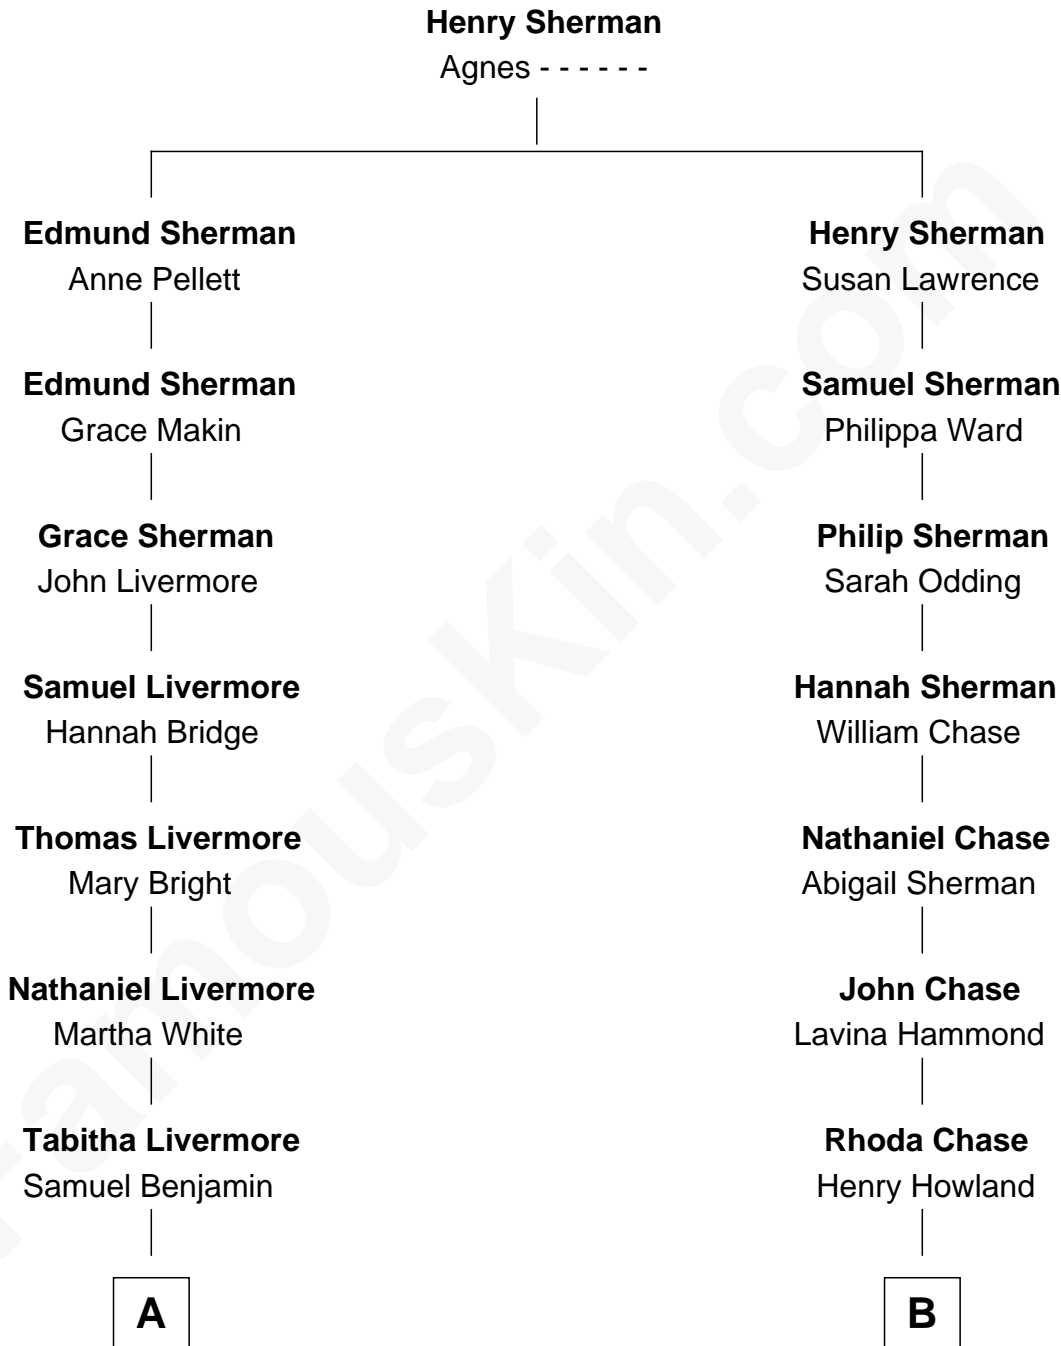 Henry Sherman
Agnes - - - - - -
Edmund Sherman
Anne Pellett
Henry Sherman
Susan Lawrence
Edmund Sherman
Grace Makin
Samuel Sherman
Philippa Ward
Grace Sherman
John Livermore
Philip Sherman
Sarah Odding
Samuel Livermore
Hannah Bridge
Hannah Sherman
William Chase
Thomas Livermore
Mary Bright
Nathaniel Chase
Abigail Sherman
Nathaniel Livermore
Martha White
John Chase
Lavina Hammond
Tabitha Livermore
Samuel Benjamin
Rhoda Chase
Henry Howland
A
B
FamousKin.com